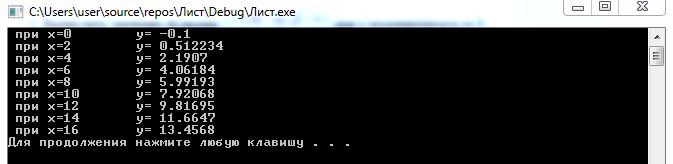 C:\Users\user\source\repos\Лист\Debug\Лист.exe
при x=0 y= -0.1
при x=2 y= 0.512234
при x=4 y= 2.1907
при x=6 y= 4.06184
при x=8 y= 5.99193
при x=10 y= 7.92068
при x=12 y= 9.81695
при x=14 y= 11.6647
при x=16 y= 13.4568
Для продолжения нажмите любую клавишу . . .